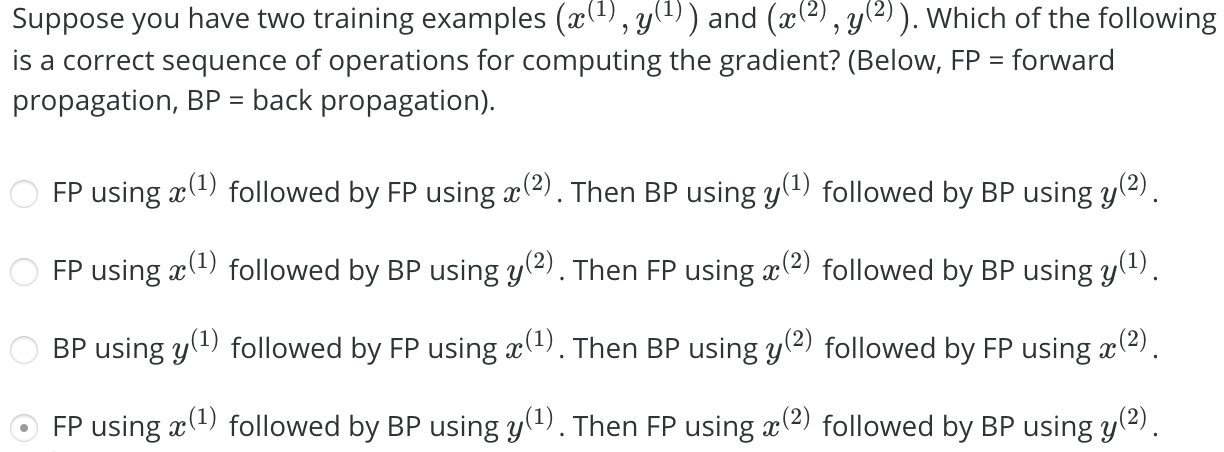 Suppose you have two training examples (x⁽¹⁾, y⁽¹⁾) and (x⁽²⁾, y⁽²⁾). Which of the following
is a correct sequence of operations for computing the gradient? (Below, FP = forward
propagation, BP = back propagation).
FP using x⁽¹⁾ followed by FP using x⁽²⁾. Then BP using y⁽¹⁾ followed by BP using y⁽²⁾.
FP using x⁽¹⁾ followed by BP using y⁽²⁾. Then FP using x⁽²⁾ followed by BP using y⁽¹⁾.
BP using y⁽¹⁾ followed by FP using x⁽¹⁾. Then BP using y⁽²⁾ followed by FP using x⁽²⁾.
FP using x⁽¹⁾ followed by BP using y⁽¹⁾. Then FP using x⁽²⁾ followed by BP using y⁽²⁾.